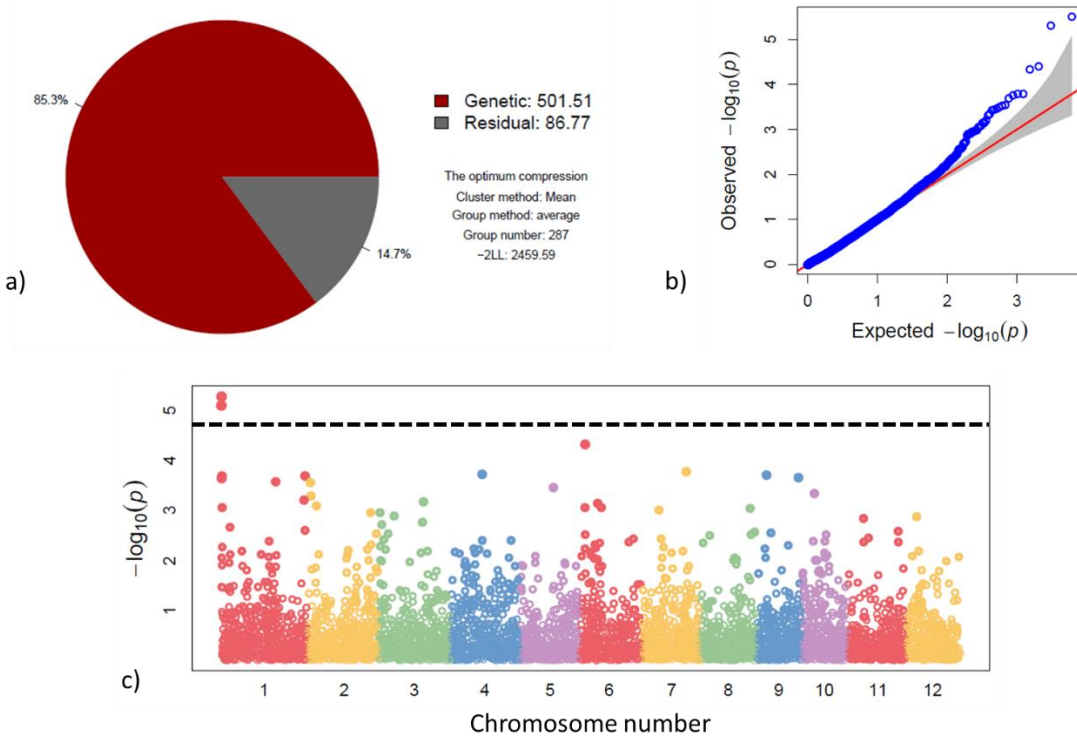 85.3%
Genetic: 501.51
Residual: 86.77
The optimum compression
Cluster method: Mean
Group method: average
Group number: 287
−2LL: 2459.59
14.7%
a)
Observed −log10(p)
5
4
3
2
1
0
0 1 2 3
Expected −log10(p)
b)
−log10(p)
5
4
3
2
1
1 2 3 4 5 6 7 8 9 10 11 12
Chromosome number
c)